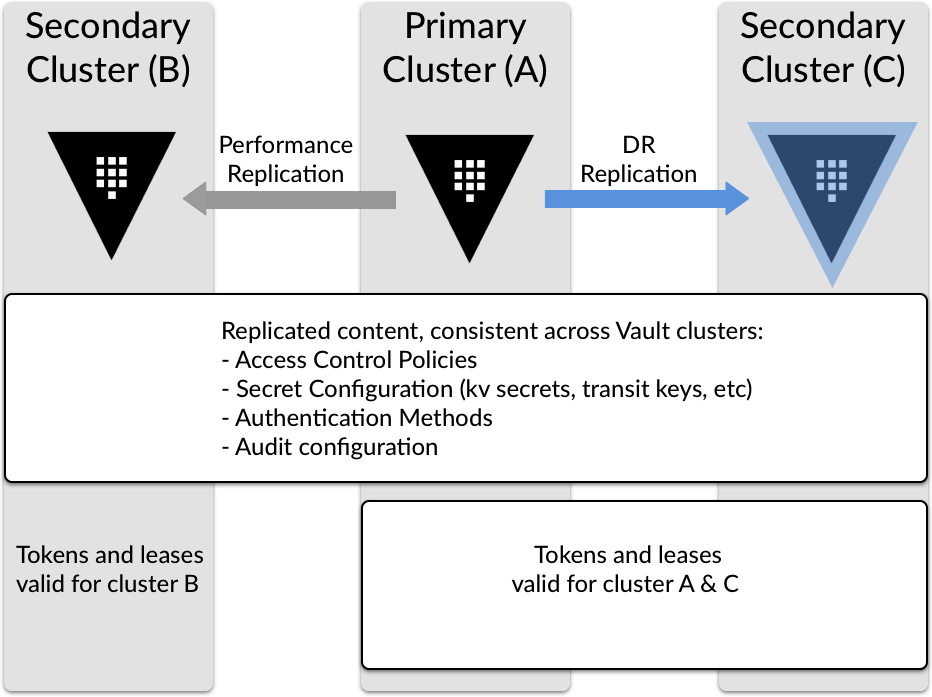 Secondary
Cluster (B)
Primary
Cluster (A)
Secondary
Cluster (C)
Performance
Replication
DR
Replication
Replicated content, consistent across Vault clusters:
- Access Control Policies
- Secret Configuration (kv secrets, transit keys, etc)
- Authentication Methods
- Audit configuration
Tokens and leases
valid for cluster B
Tokens and leases
valid for cluster A & C